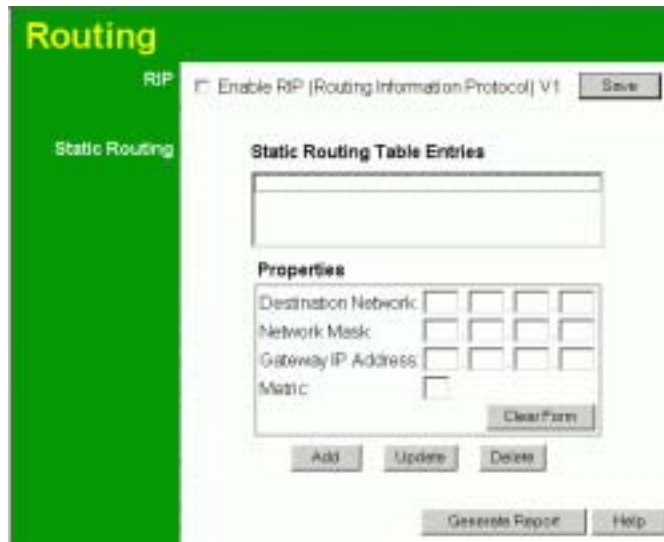 Routing
RIP
Enable RIP (Routing Information Protocol) V1
Save
Static Routing
Static Routing Table Entries
Properties
Destination Network:
Network Mask:
Gateway IP Address:
Metric:
Clear Form
Add
Update
Delete
Generate Report
Help